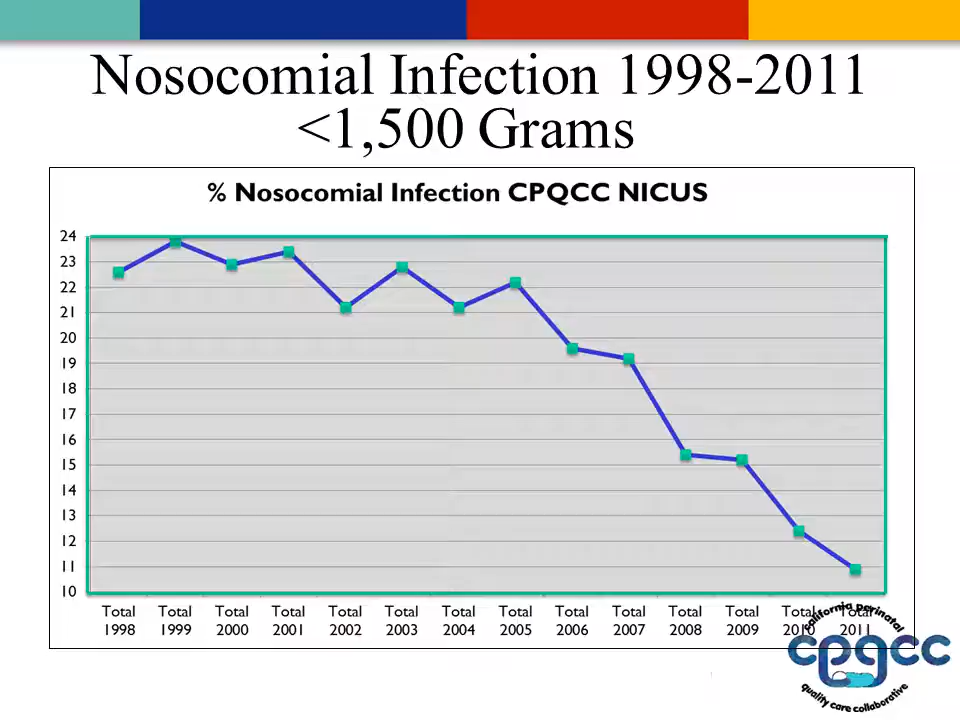 Nosocomial Infection 1998-2011
<1,500 Grams
% Nosocomial Infection CPQCC NICUS
24
23
22
21
20
19
18
17
16
15
14
13
12
11
10
Total Total Total Total Total Total Total Total Total Total Total Total Total Total
1998 1999 2000 2001 2002 2003 2004 2005 2006 2007 2008 2009 2010 2011
california perinatal
cpqcc
quality care collaborative